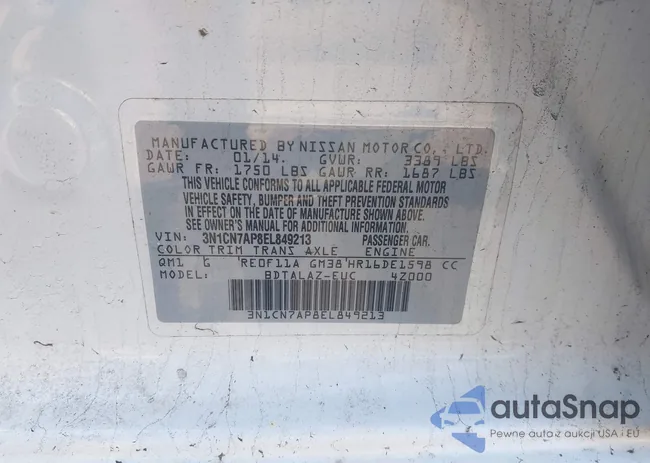 MANUFACTURED BY NISSAN MOTOR CO., LTD.
DATE: 01/14. GVWR: 3389 LBS
GAWR FR: 1750 LBS GAWR RR: 1687 LBS
THIS VEHICLE CONFORMS TO ALL APPLICABLE FEDERAL MOTOR
VEHICLE SAFETY, BUMPER AND THEFT PREVENTION STANDARDS
IN EFFECT ON THE DATE OF MANUFACTURE SHOWN ABOVE.
SEE OWNER'S MANUAL FOR ADDITIONAL INFORMATION.
VIN: 3N1CN7AP8EL849213 PASSENGER CAR.
COLOR TRIM TRANS AXLE ENGINE
QM1 G RE0F11A GM38 HR16DE1598 CC
MODEL: BDTALAZ-EUC 4Z000
3N1CN7AP8EL849213
autaSnap
Pewne auta z aukcji USA i EU